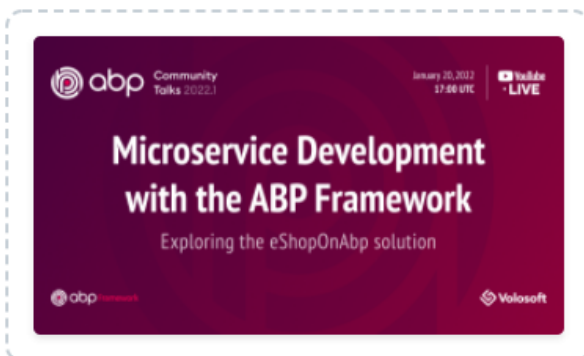 abp Community
Talks 2022.1
January 20, 2022
17:00 UTC
YouTube
• LIVE
Microservice Development
with the ABP Framework
Exploring the eShopOnAbp solution
abp Framework
Volosoft